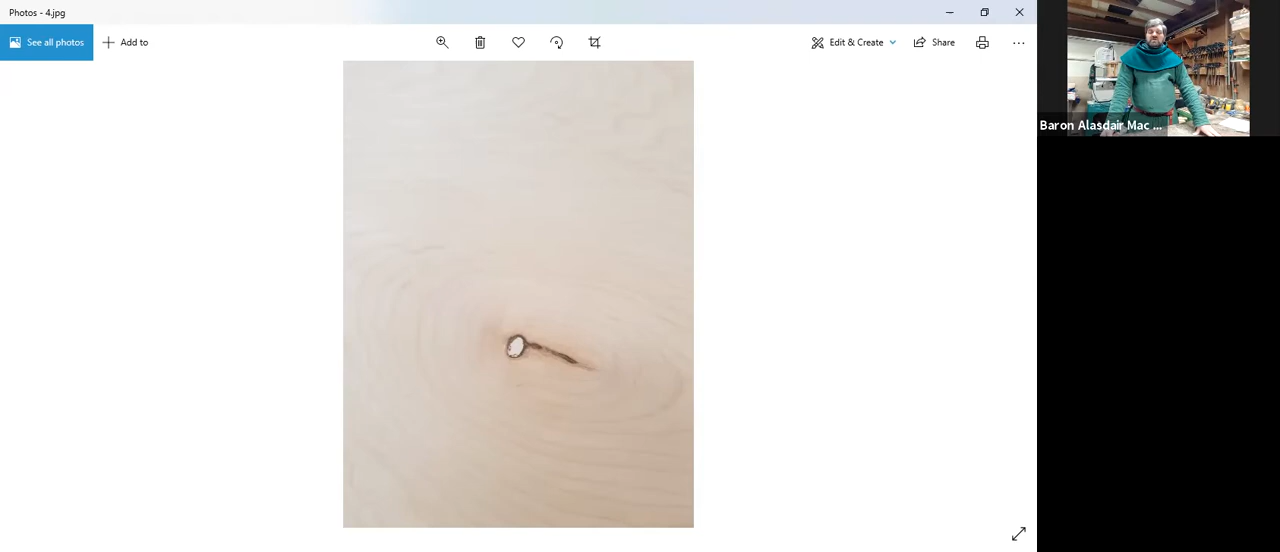 Photos - 4.jpg
See all photos
Add to
Edit & Create
Share
Baron Alasdair Mac ...